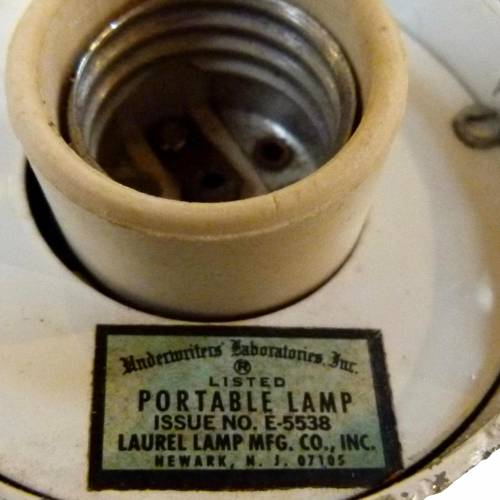 Underwriters' Laboratories, Inc.
®
LISTED
PORTABLE LAMP
ISSUE NO. E-5538
LAUREL LAMP MFG. CO., INC.
NEWARK, N. J. 07105